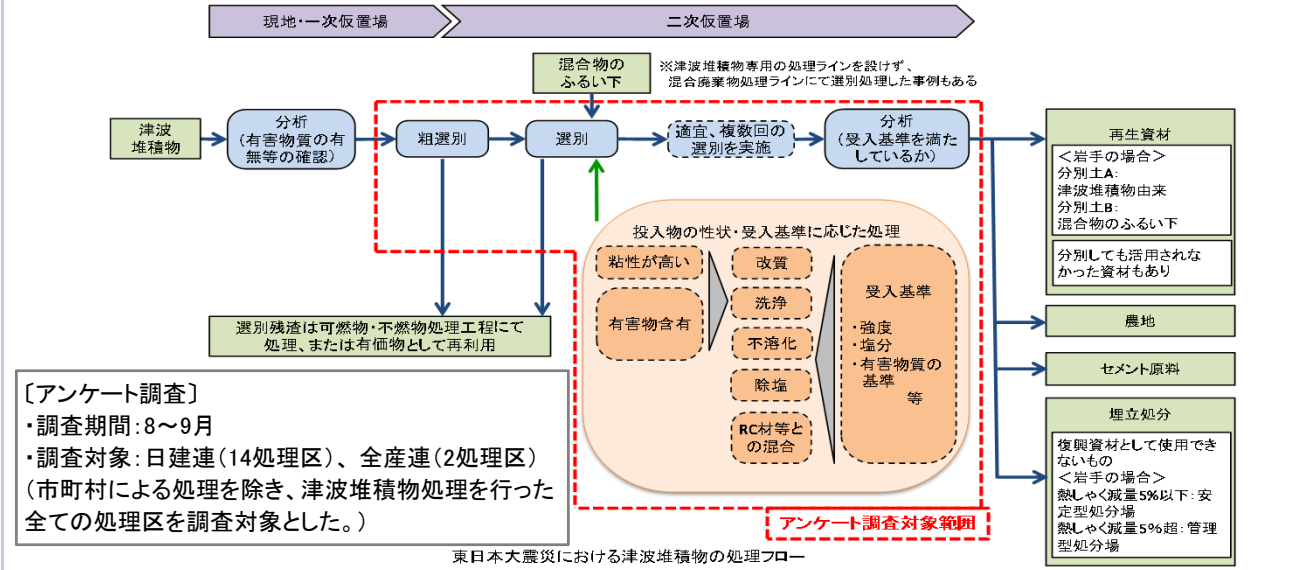 現地・一次仮置場
二次仮置場
混合物の
ふるい下
※津波堆積物専用の処理ラインを設けず、
混合廃棄物処理ラインにて選別処理した事例もある
津波
堆積物
分析
(有害物質の有
無等の確認)
粗選別
選別
適宜、複数回の
選別を実施
分析
(受入基準を満た
しているか)
再生資材
＜岩手の場合＞
分別土A:
津波堆積物由来
分別土B:
混合物のふるい下
分別しても活用されな
かった資材もあり
投入物の性状・受入基準に応じた処理
粘性が高い
有害物含有
改質
洗浄
不溶化
除塩
RC材等と
の混合
受入基準
・強度
・塩分
・有害物質の
基準
等
選別残渣は可燃物・不燃物処理工程にて
処理、または有価物として再利用
農地
セメント原料
埋立処分
復興資材として使用でき
ないもの
＜岩手の場合＞
熱しゃく減量5%以下:安
定型処分場
熱しゃく減量5%超:管理
型処分場
〔アンケート調査〕
・調査期間:8～9月
・調査対象:日建連(14処理区)、全産連(2処理区)
(市町村による処理を除き、津波堆積物処理を行った
全ての処理区を調査対象とした。)
アンケート調査対象範囲
東日本大震災における津波堆積物の処理フロー